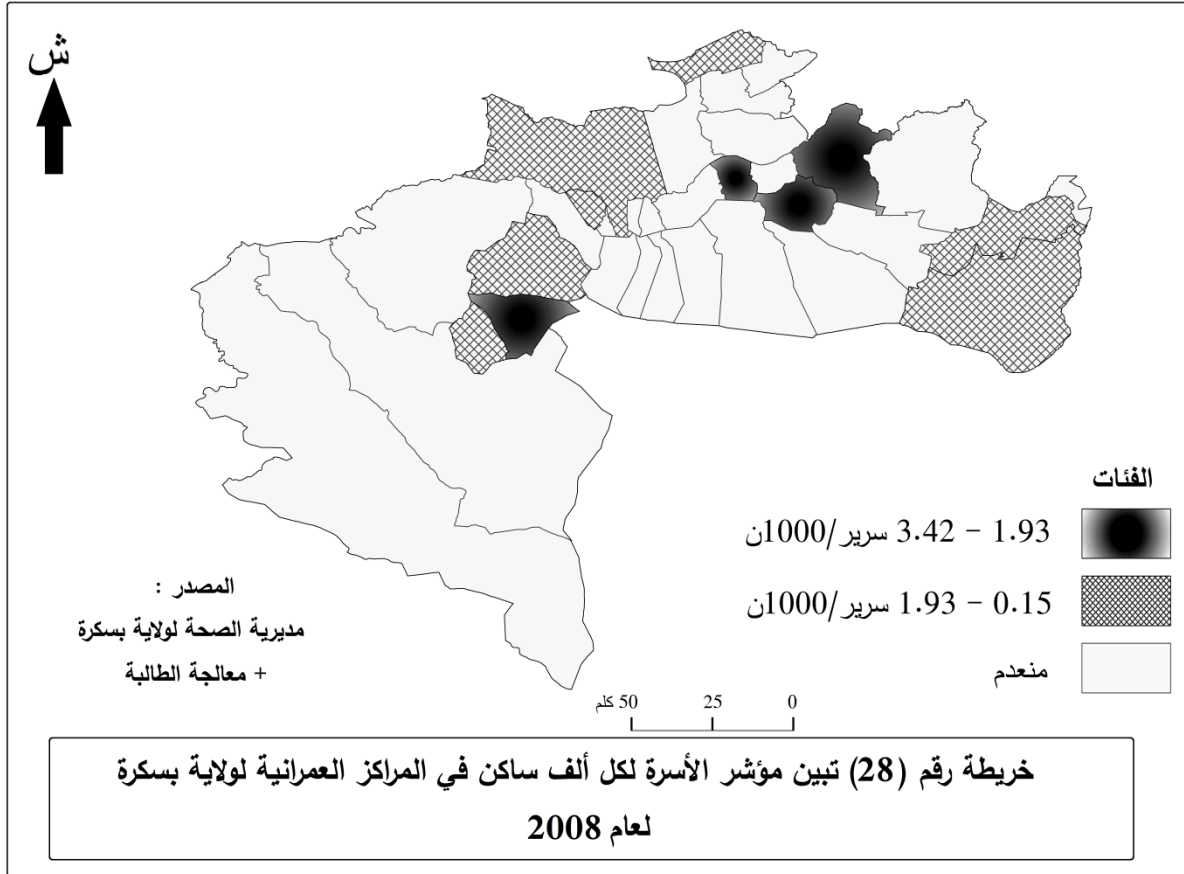 ش
الفئات
1.93 - 3.42 سرير/1000ن
0.15 - 1.93 سرير/1000ن
منعدم
المصدر :
مديرية الصحة لولاية بسكرة
+ معالجة الطالبة
0 25 50 كلم
خريطة رقم (28) تبين مؤشر الأسرة لكل ألف ساكن في المراكز العمرانية لولاية بسكرة
لعام 2008